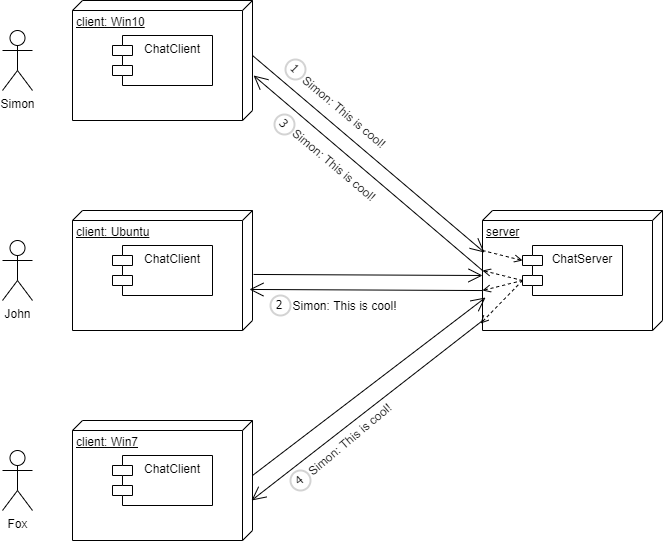 client: Win10
ChatClient
Simon
1 Simon: This is cool!
3 Simon: This is cool!
client: Ubuntu
ChatClient
John
server
ChatServer
2 Simon: This is cool!
client: Win7
ChatClient
Fox
4 Simon: This is cool!